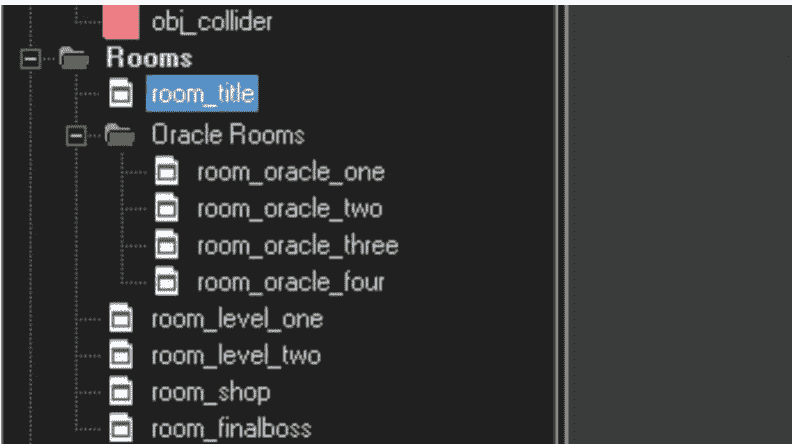 obj_collider
Rooms
room_title
Oracle Rooms
room_oracle_one
room_oracle_two
room_oracle_three
room_oracle_four
room_level_one
room_level_two
room_shop
room_finalboss